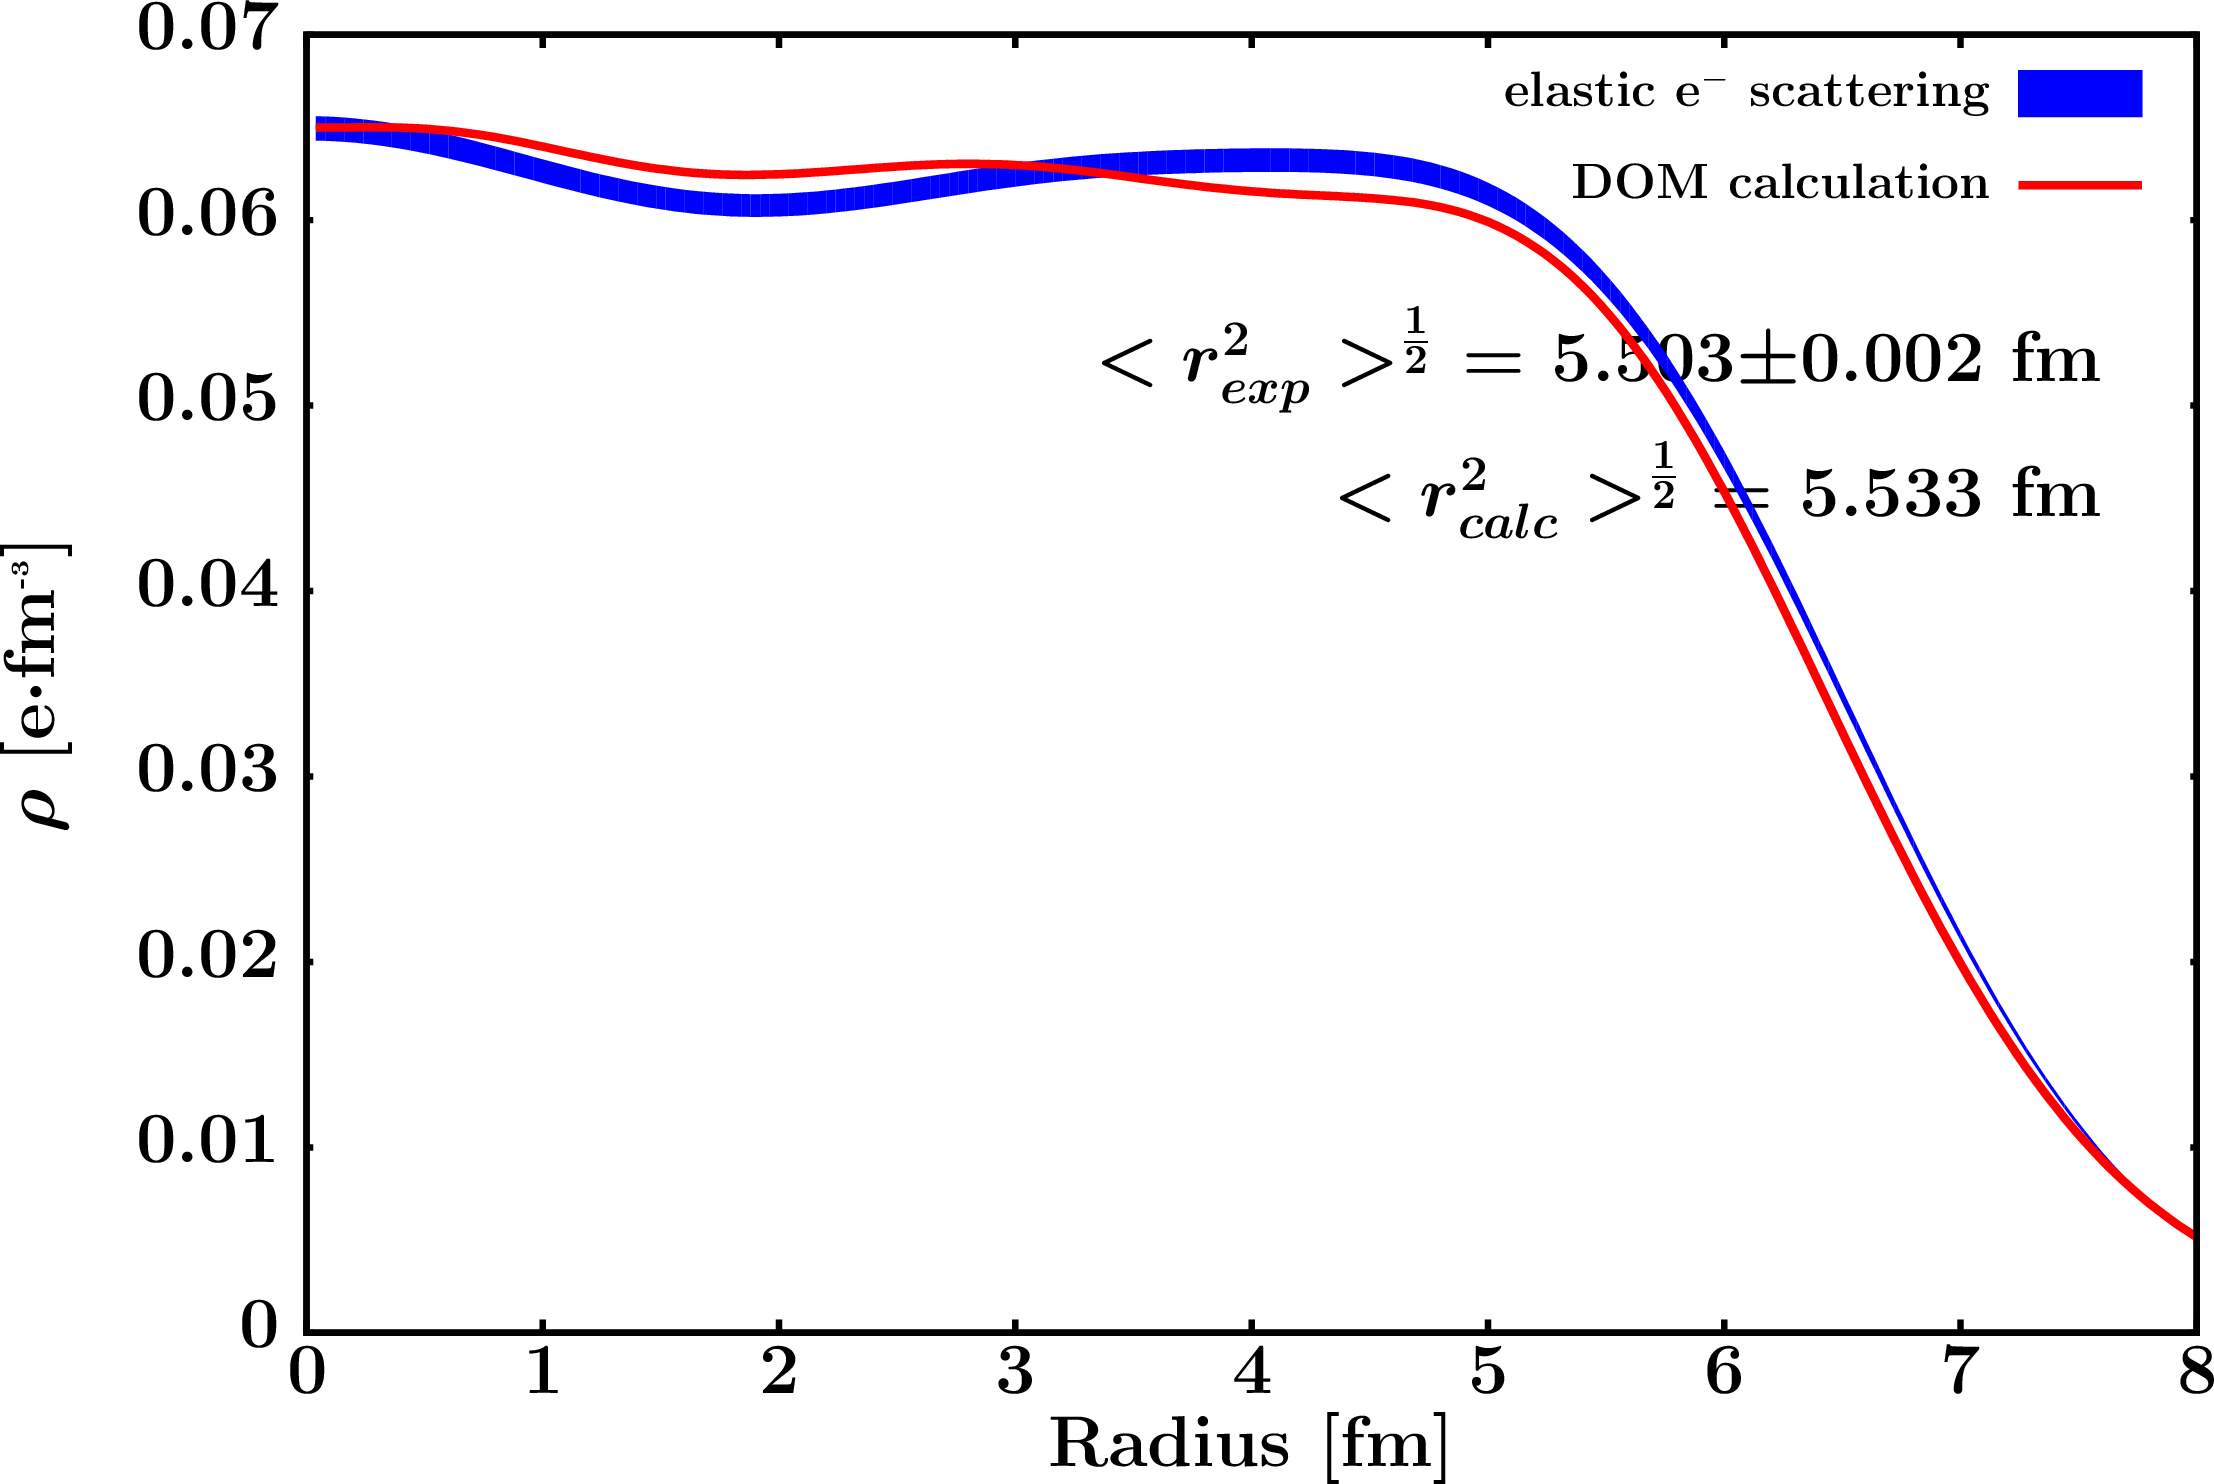 0.07
elastic e⁻ scattering
DOM calculation
0.06
< r²exp >½ = 5.503±0.002 fm
0.05
< r²calc >½ = 5.533 fm
0.04
0.03
0.02
0.01
0
ρ [e·fm⁻³]
0 1 2 3 4 5 6 7 8
Radius [fm]